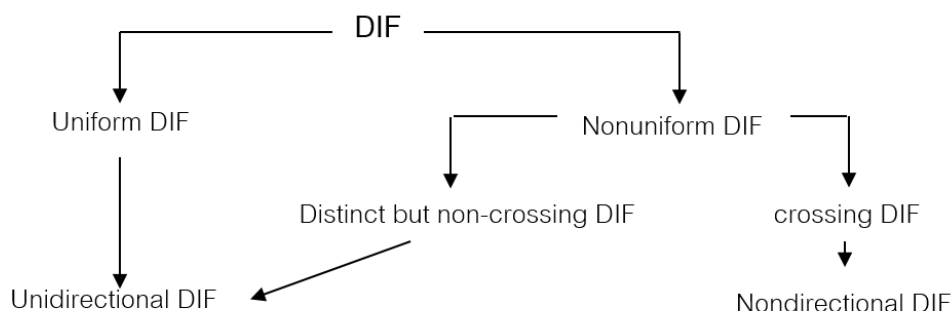 DIF
Uniform DIF
Nonuniform DIF
Distinct but non-crossing DIF
crossing DIF
Unidirectional DIF
Nondirectional DIF